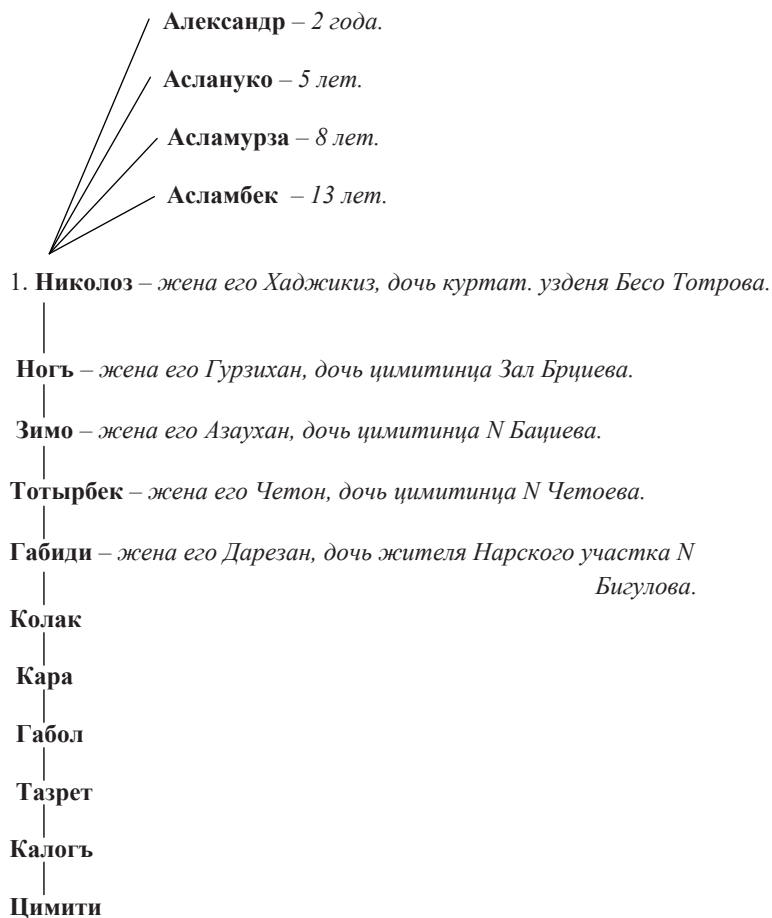 Александр – 2 года.
Аслануко – 5 лет.
Асламурза – 8 лет.
Асламбек – 13 лет.
1. Николоз – жена его Хаджикиз, дочь куртат. узденя Бесо Тотрова.
Ногъ – жена его Гурзихан, дочь цимитинца Зал Брциева.
Зимо – жена его Азаухан, дочь цимитинца N Бациева.
Тотырбек – жена его Четон, дочь цимитинца N Четоева.
Габиди – жена его Дарезан, дочь жителя Нарского участка N
Бигулова.
Колак
Кара
Габол
Тазрет
Калогъ
Цимити